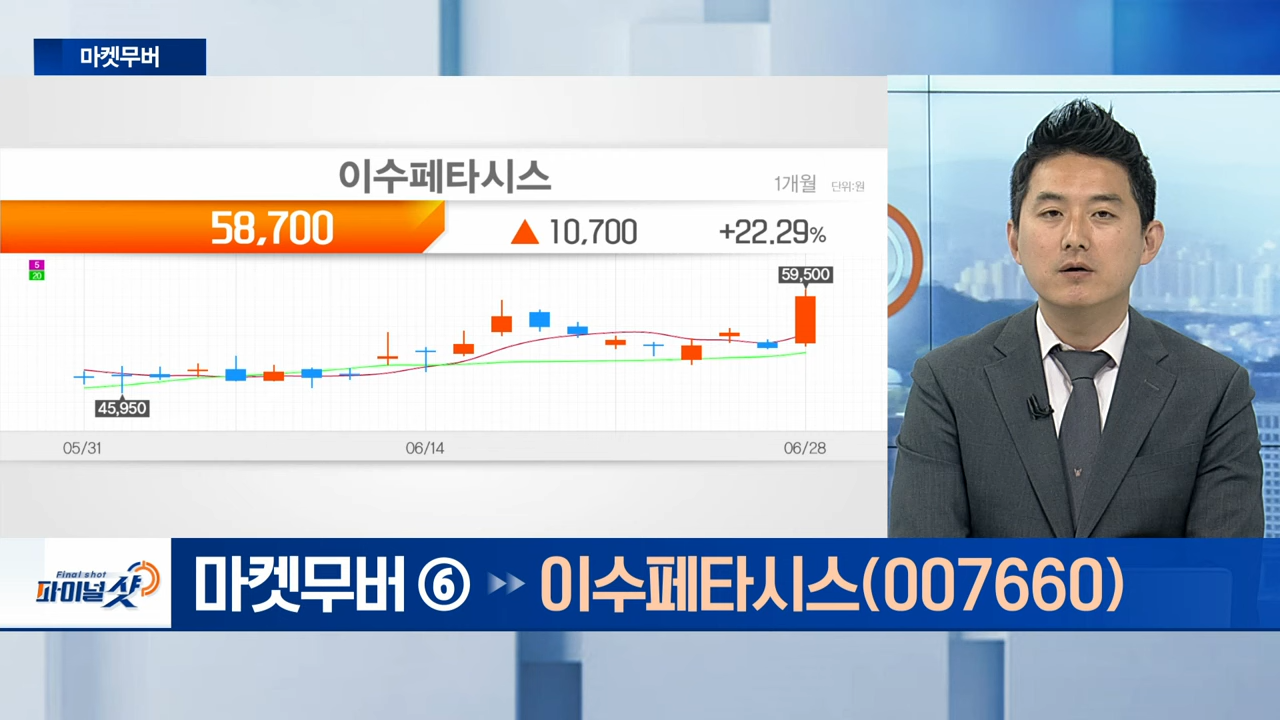 마켓무버
이수페타시스
1개월 단위:원
58,700 ▲ 10,700 +22.29%
5
20
59,500
45,950
05/31 06/14 06/28
Final shot
파이널샷
마켓무버 ⑥ 이수페타시스(007660)